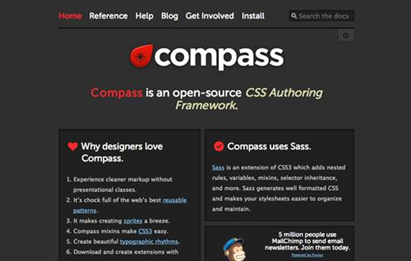 Home Reference Help Blog Get Involved Install Search the docs
compass
Compass is an open-source CSS Authoring
Framework.
Why designers love
Compass.
1. Experience cleaner markup without
presentational classes.
2. It's chock full of the web's best reusable
patterns.
3. It makes creating sprites a breeze.
4. Compass mixins make CSS3 easy.
5. Create beautiful typographic rhythms.
6. Download and create extensions with
Compass uses Sass.
Sass is an extension of CSS3 which adds nested
rules, variables, mixins, selector inheritance,
and more. Sass generates well formatted CSS
and makes your stylesheets easier to organize
and maintain.
5 million people use
MailChimp to send email
newsletters. Join them today.
Powered by Fusion